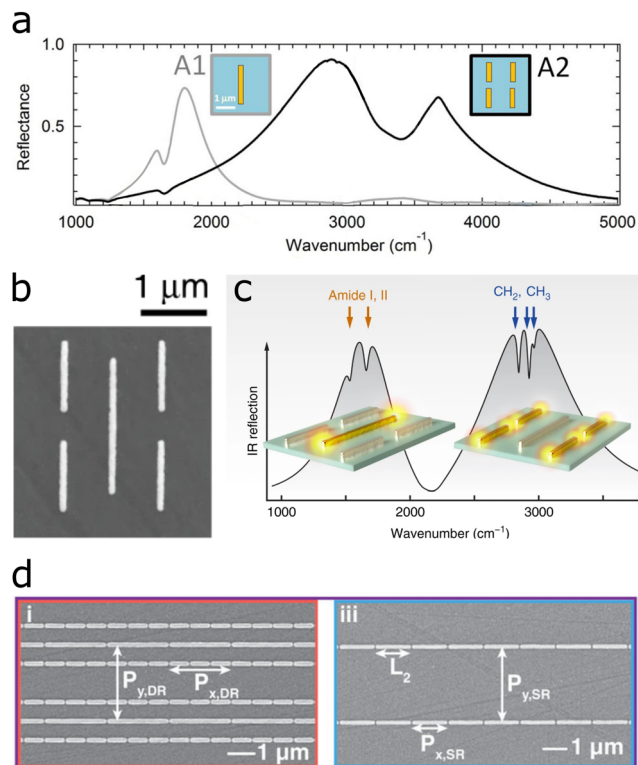 a
1.0
0.5
Reflectance
A1
1 μm
A2
1000
2000
3000
4000
5000
Wavenumber (cm⁻¹)
b
1 μm
c
Amide I, II
CH₂, CH₃
IR reflection
1000
2000
3000
Wavenumber (cm⁻¹)
d
i
P_y,DR
P_x,DR
1 μm
iii
L₂
P_y,SR
P_x,SR
1 μm